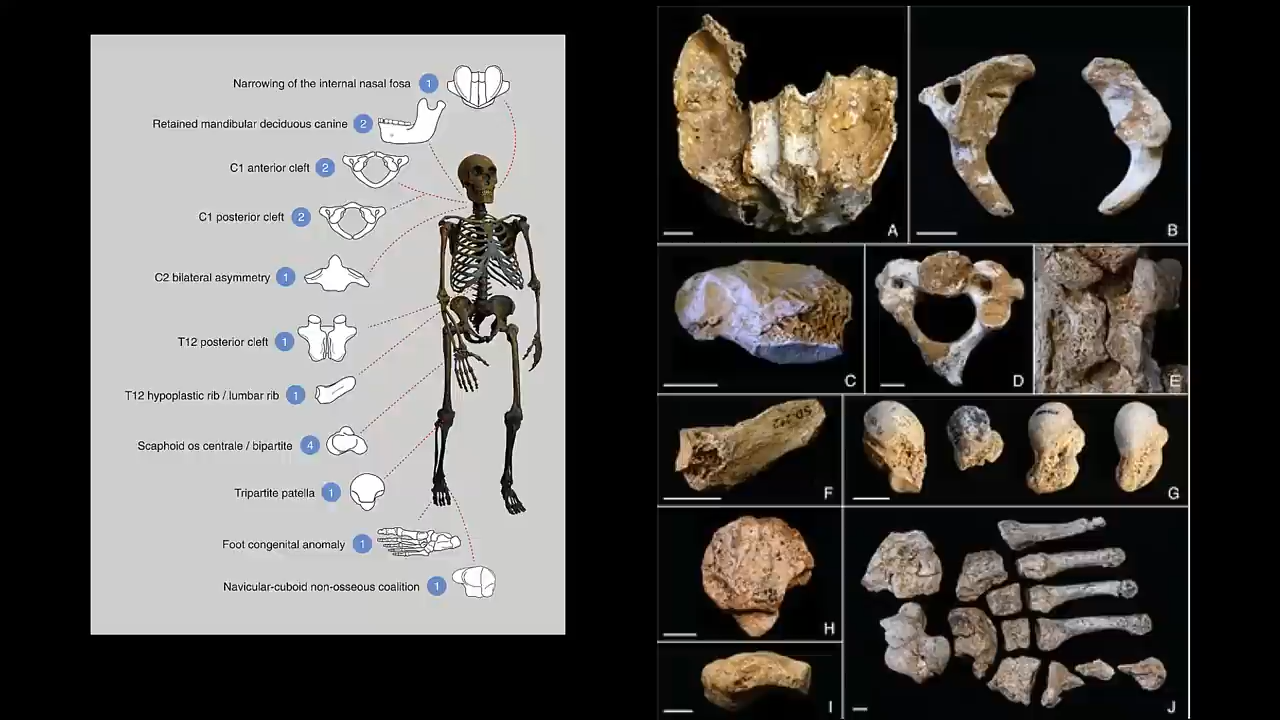 Narrowing of the internal nasal fosa 1
Retained mandibular deciduous canine 2
C1 anterior cleft 2
C1 posterior cleft 2
C2 bilateral asymmetry 1
T12 posterior cleft 1
T12 hypoplastic rib / lumbar rib 1
Scaphoid os centrale / bipartite 4
Tripartite patella 1
Foot congenital anomaly 1
Navicular-cuboid non-osseous coalition 1
A
B
C
D
E
F
G
H
I
J